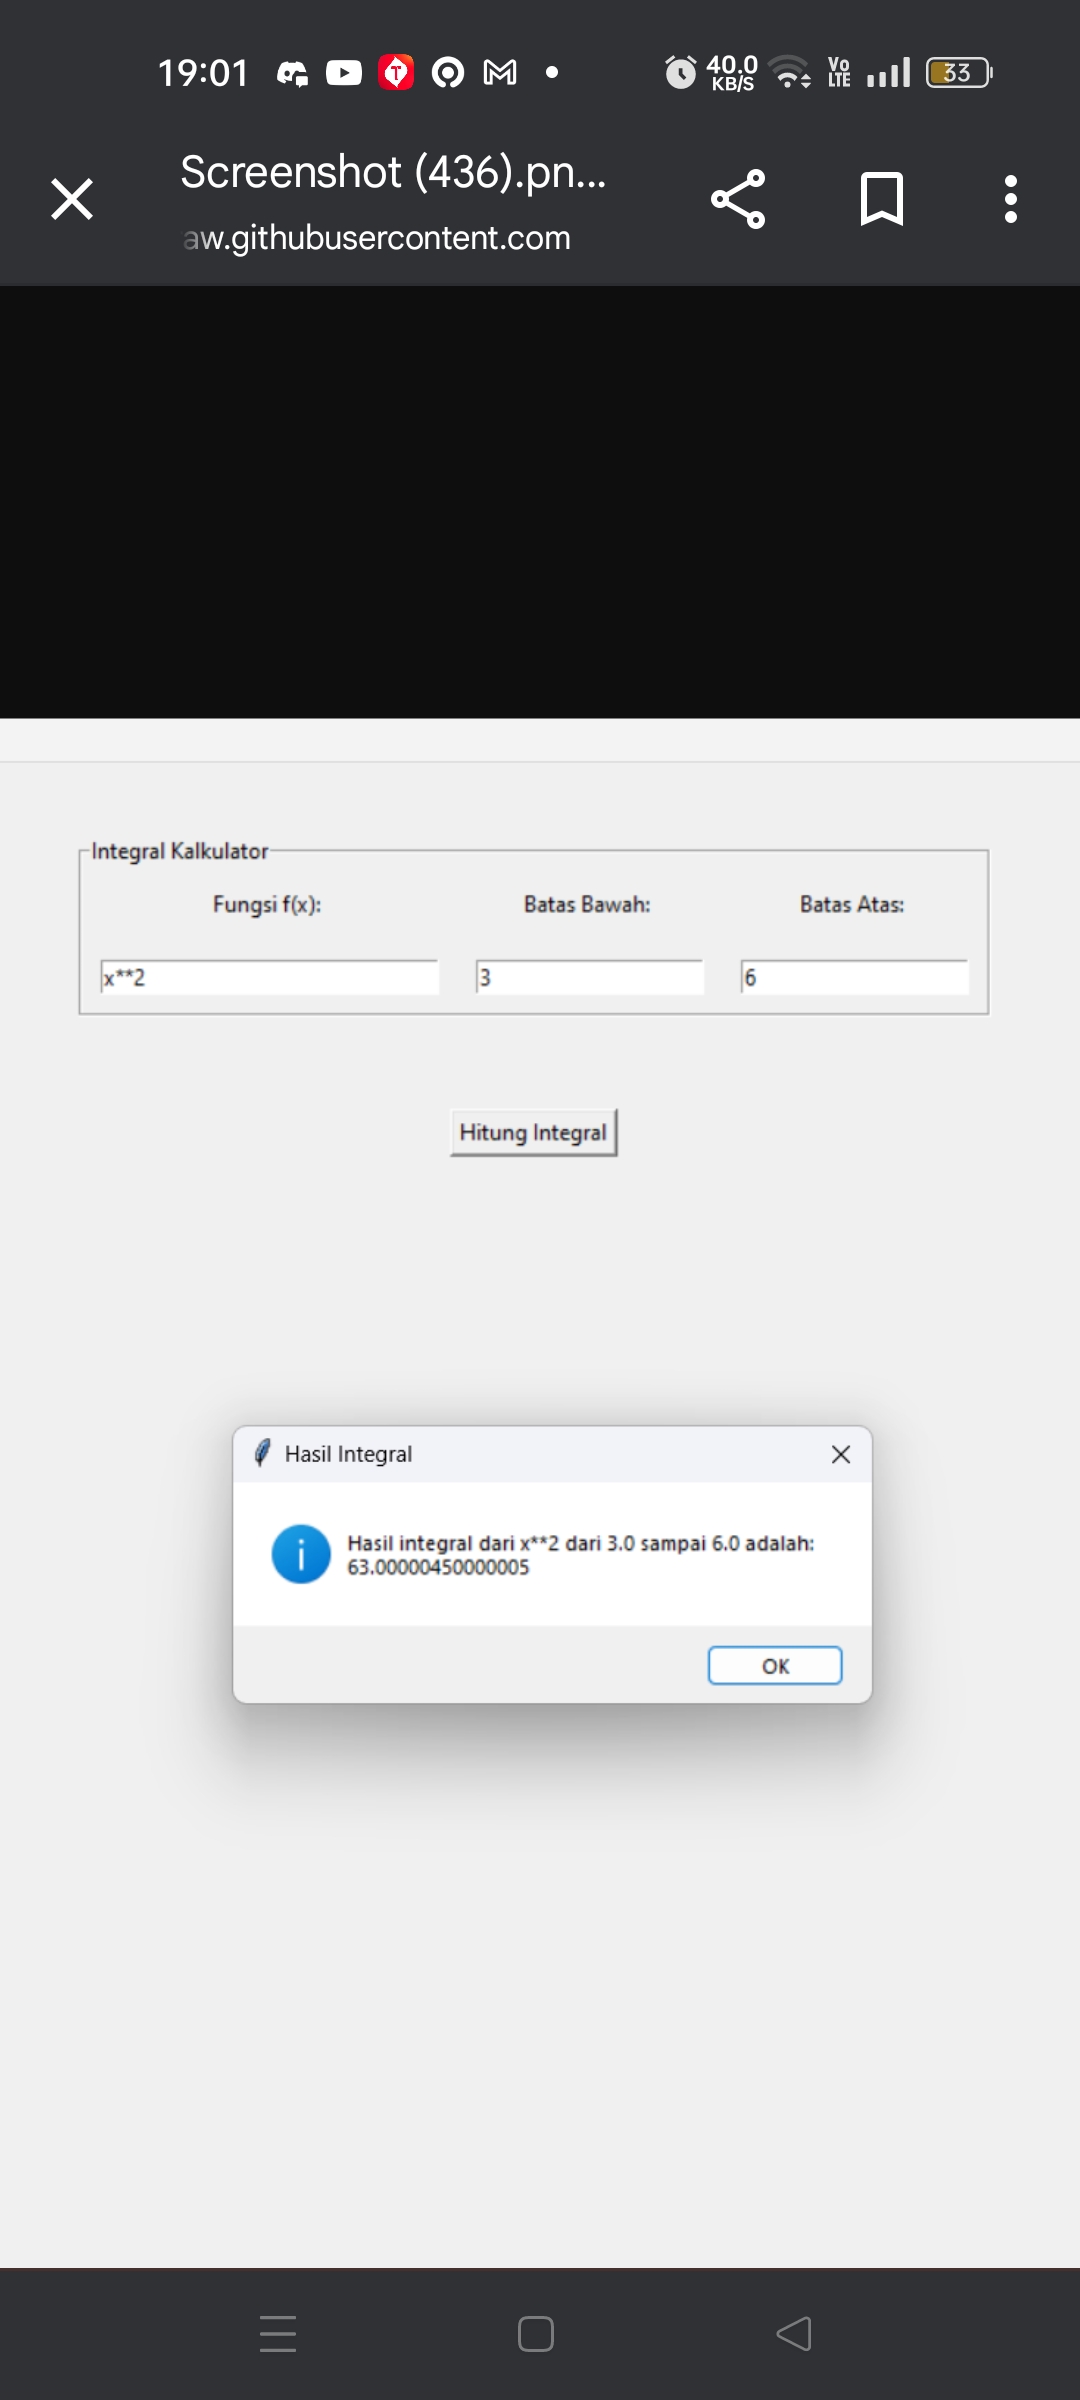 19:01 40.0 KB/S Vo LTE 33
Screenshot (436).pn...
aw.githubusercontent.com
Integral Kalkulator
Fungsi f(x): Batas Bawah: Batas Atas:
x**2 3 6
Hitung Integral
Hasil Integral
Hasil integral dari x**2 dari 3.0 sampai 6.0 adalah:
63.00000450000005
OK